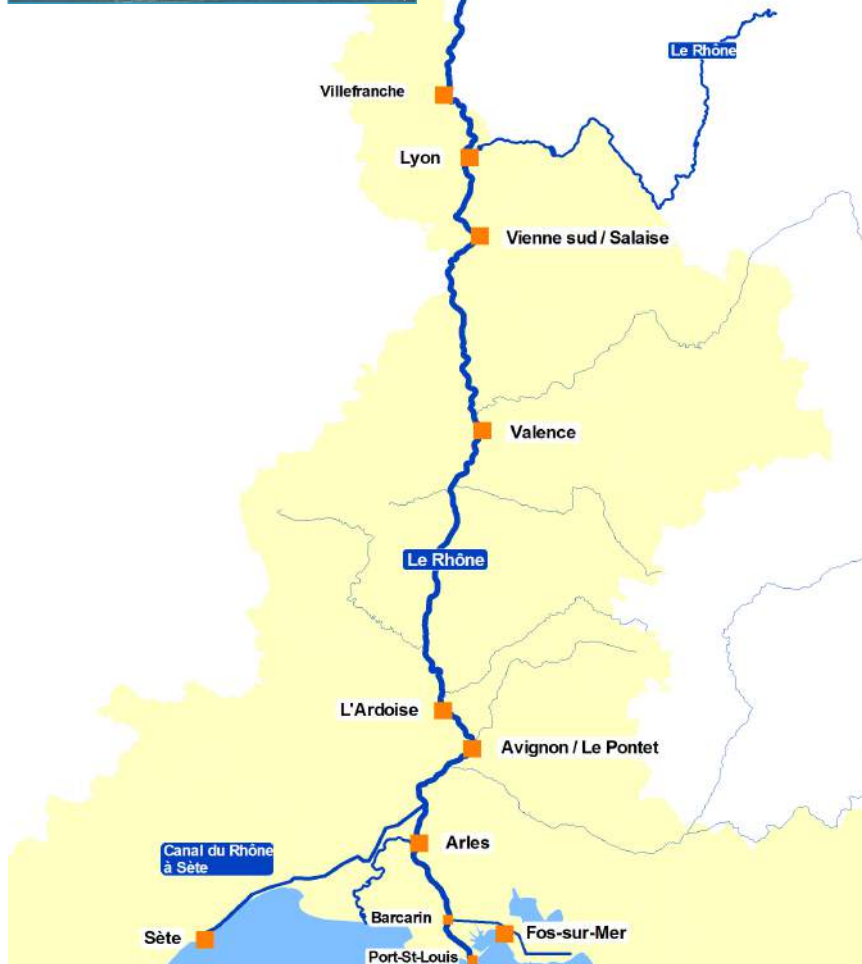 Le Rhône
Villefranche
Lyon
Vienne sud / Salaise
Valence
Le Rhône
L'Ardoise
Avignon / Le Pontet
Arles
Canal du Rhône
à Sète
Barcarin
Fos-sur-Mer
Sète
Port-St-Louis